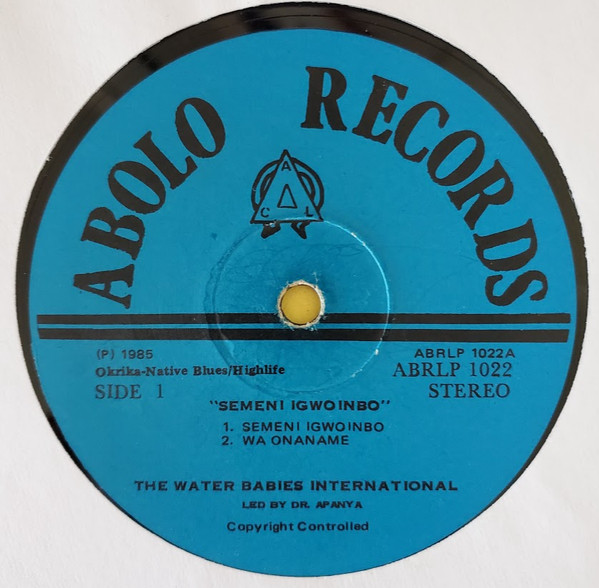 ABOLO RECORDS
A
C L
(P) 1985
Okrika-Native Blues/Highlife
SIDE 1
ABRLP 1022A
ABRLP 1022
STEREO
"SEMENI IGWOINBO"
1. SEMENI IGWOINBO
2. WA ONANAME
THE WATER BABIES INTERNATIONAL
LED BY DR. APANYA
Copyright Controlled